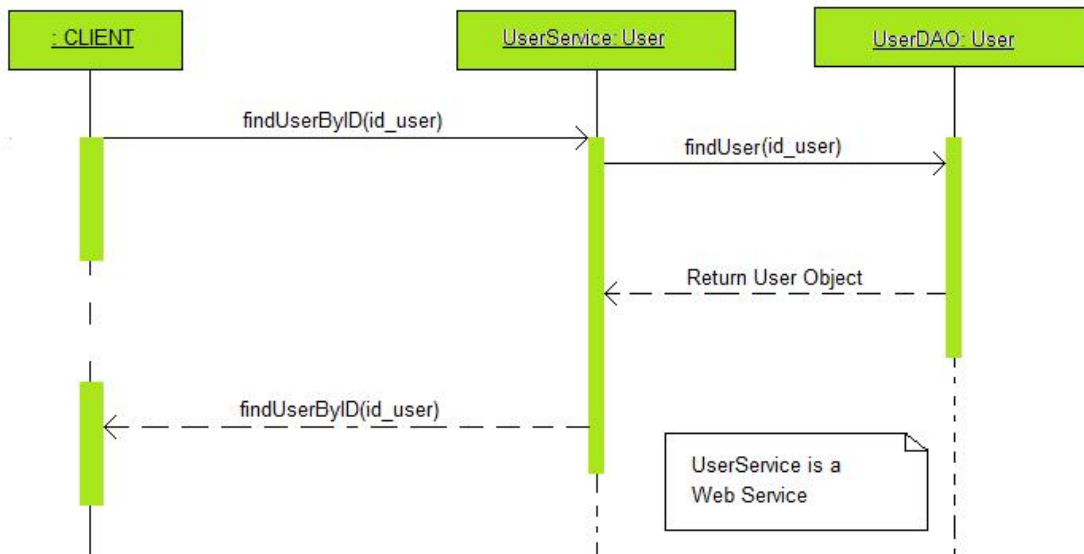 : CLIENT
UserService: User
UserDAO: User
findUserByID(id_user)
findUser(id_user)
Return User Object
findUserByID(id_user)
UserService is a
Web Service